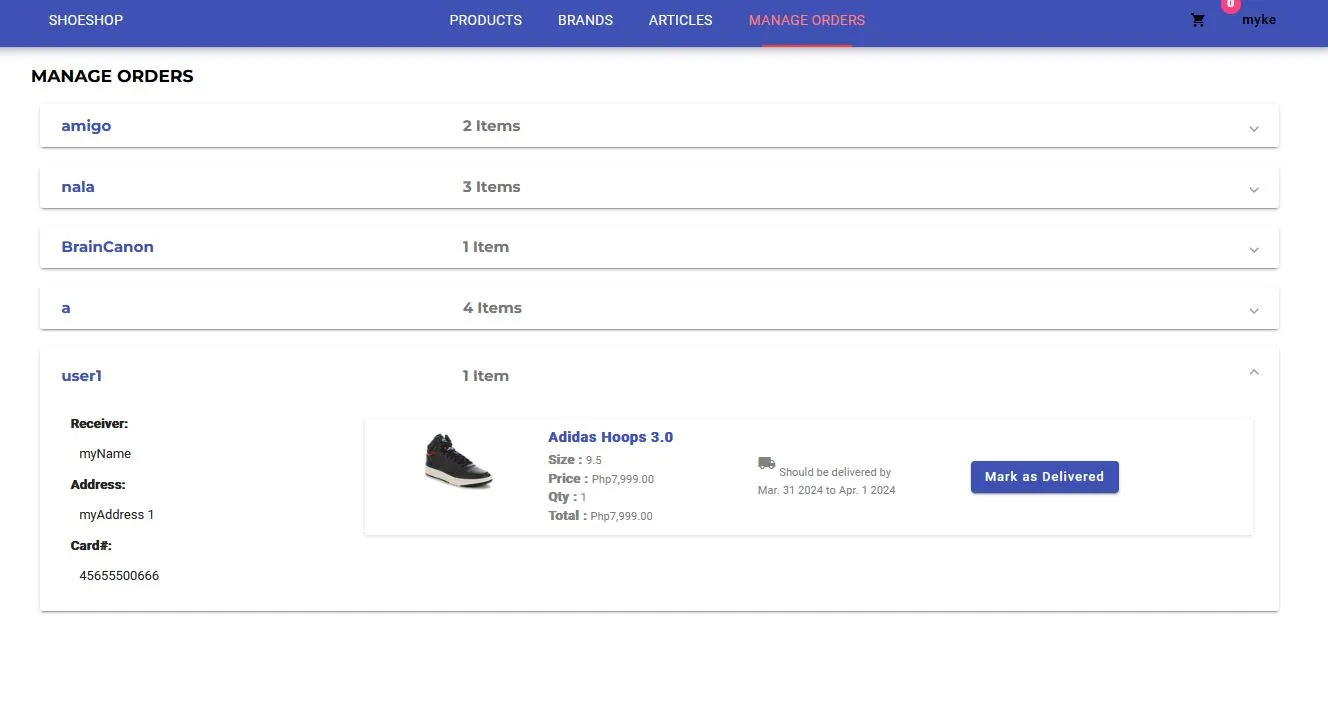 SHOESHOP PRODUCTS BRANDS ARTICLES MANAGE ORDERS 0 myke
MANAGE ORDERS
amigo 2 Items
nala 3 Items
BrainCanon 1 Item
a 4 Items
user1 1 Item
Receiver:
myName
Address:
myAddress 1
Card#:
45655500666
Adidas Hoops 3.0
Size : 9.5
Price : Php7,999.00
Qty : 1
Total : Php7,999.00
Should be delivered by
Mar. 31 2024 to Apr. 1 2024
Mark as Delivered